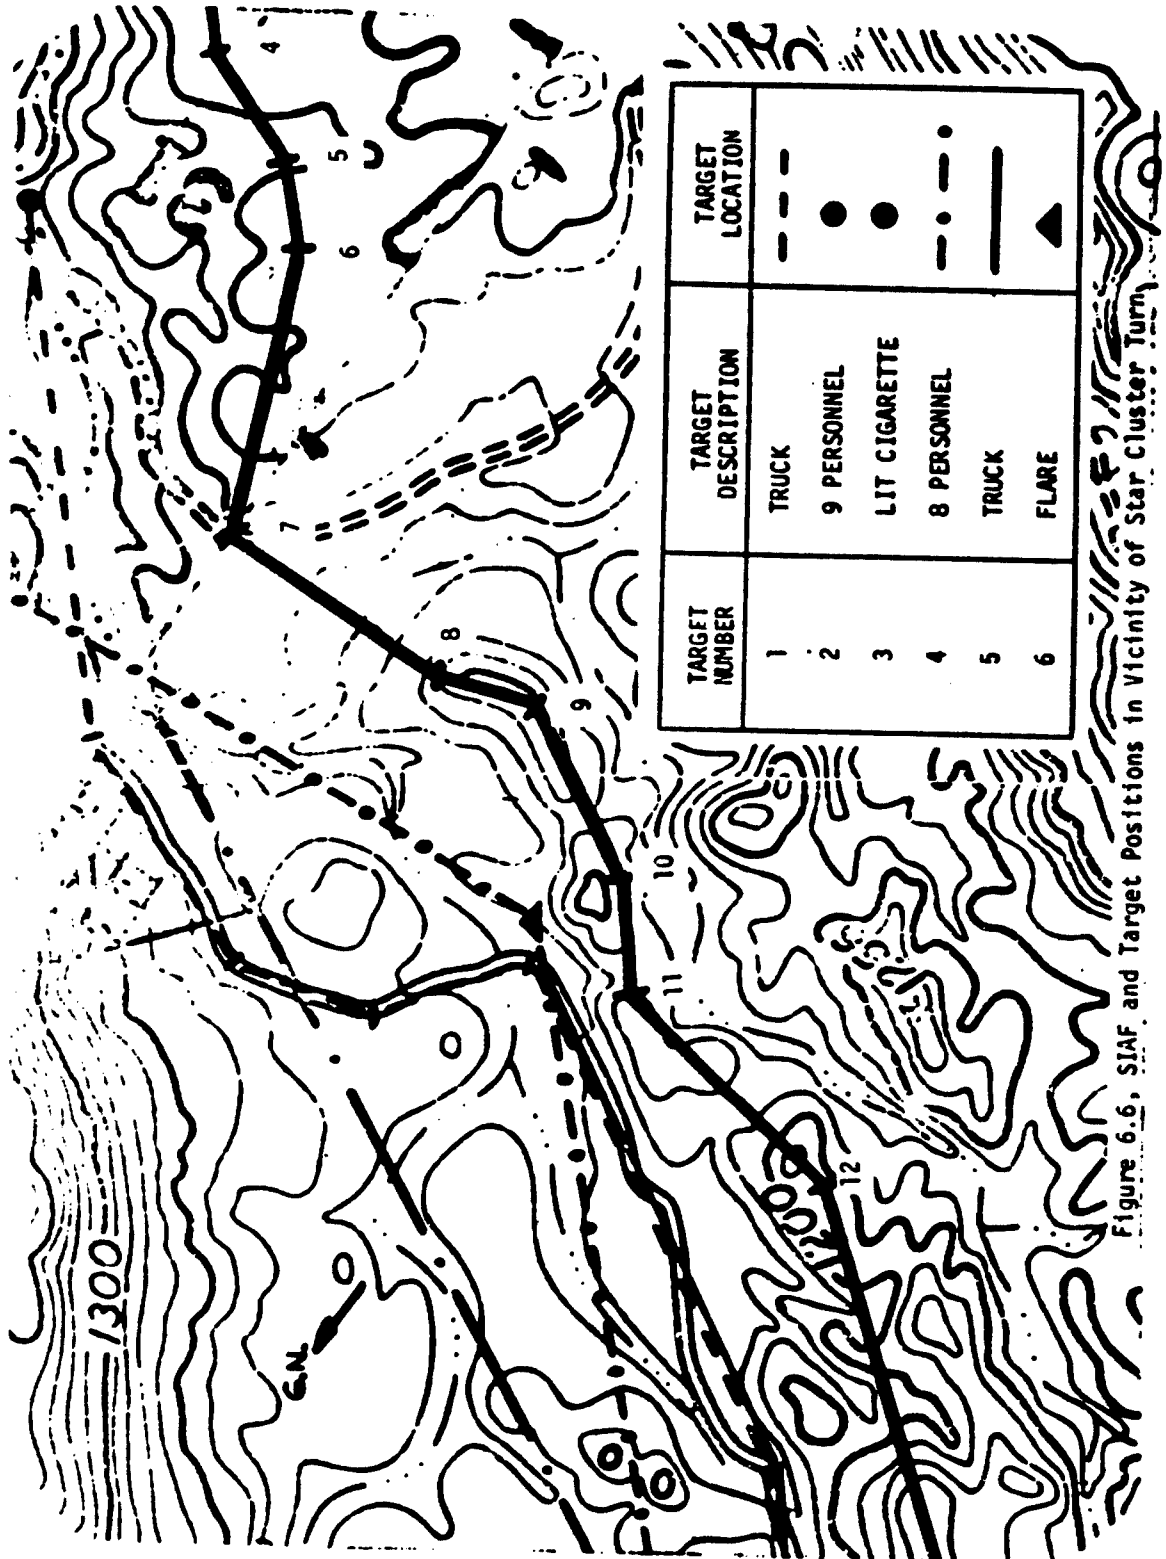 4
5
6
7
8
9
10
11
12
1300
1200
G.N.
TARGET NUMBER TARGET DESCRIPTION TARGET LOCATION
1 TRUCK
2 9 PERSONNEL
3 LIT CIGARETTE
4 8 PERSONNEL
5 TRUCK
6 FLARE
Figure 6.6, SIAF and Target Positions in Vicinity of Star Cluster Turn